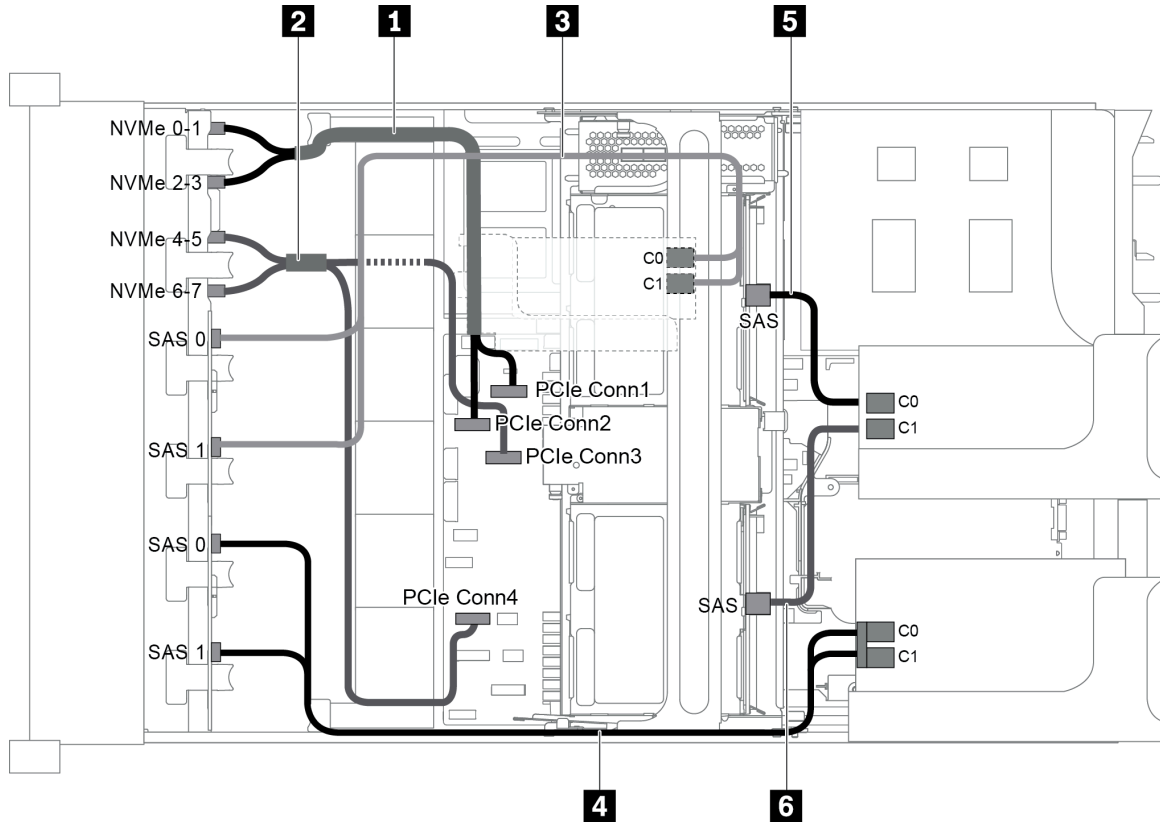 2 1 3 5
NVMe 0-1
NVMe 2-3
NVMe 4-5
C0
NVMe 6-7
C1
SAS
SAS 0
PCIe Conn1
C0
PCIe Conn2
C1
SAS 1
PCIe Conn3
SAS 0
PCIe Conn4
SAS
C0
SAS 1
C1
4 6